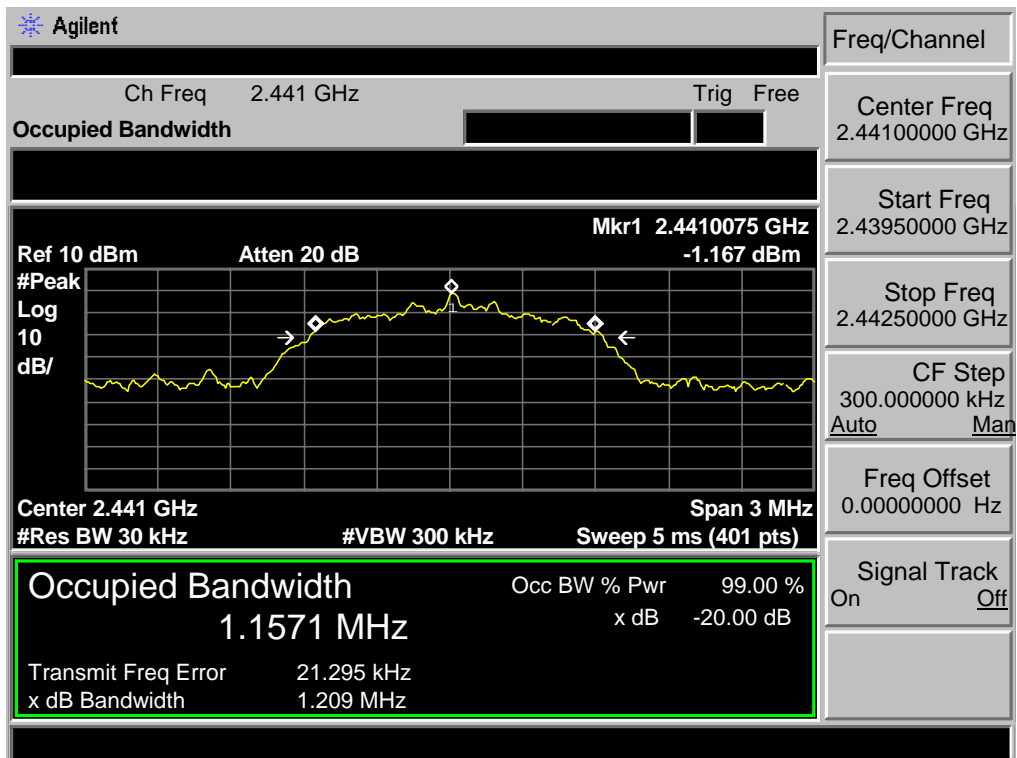 Agilent
Ch Freq 2.441 GHz Trig Free
Occupied Bandwidth
Mkr1 2.4410075 GHz
Ref 10 dBm Atten 20 dB -1.167 dBm
#Peak
Log
10
dB/
1
Center 2.441 GHz Span 3 MHz
#Res BW 30 kHz #VBW 300 kHz Sweep 5 ms (401 pts)
Occupied Bandwidth
1.1571 MHz
Occ BW % Pwr 99.00 %
x dB -20.00 dB
Transmit Freq Error 21.295 kHz
x dB Bandwidth 1.209 MHz
Freq/Channel
Center Freq
2.44100000 GHz
Start Freq
2.43950000 GHz
Stop Freq
2.44250000 GHz
CF Step
300.000000 kHz
Auto Man
Freq Offset
0.00000000 Hz
Signal Track
On Off